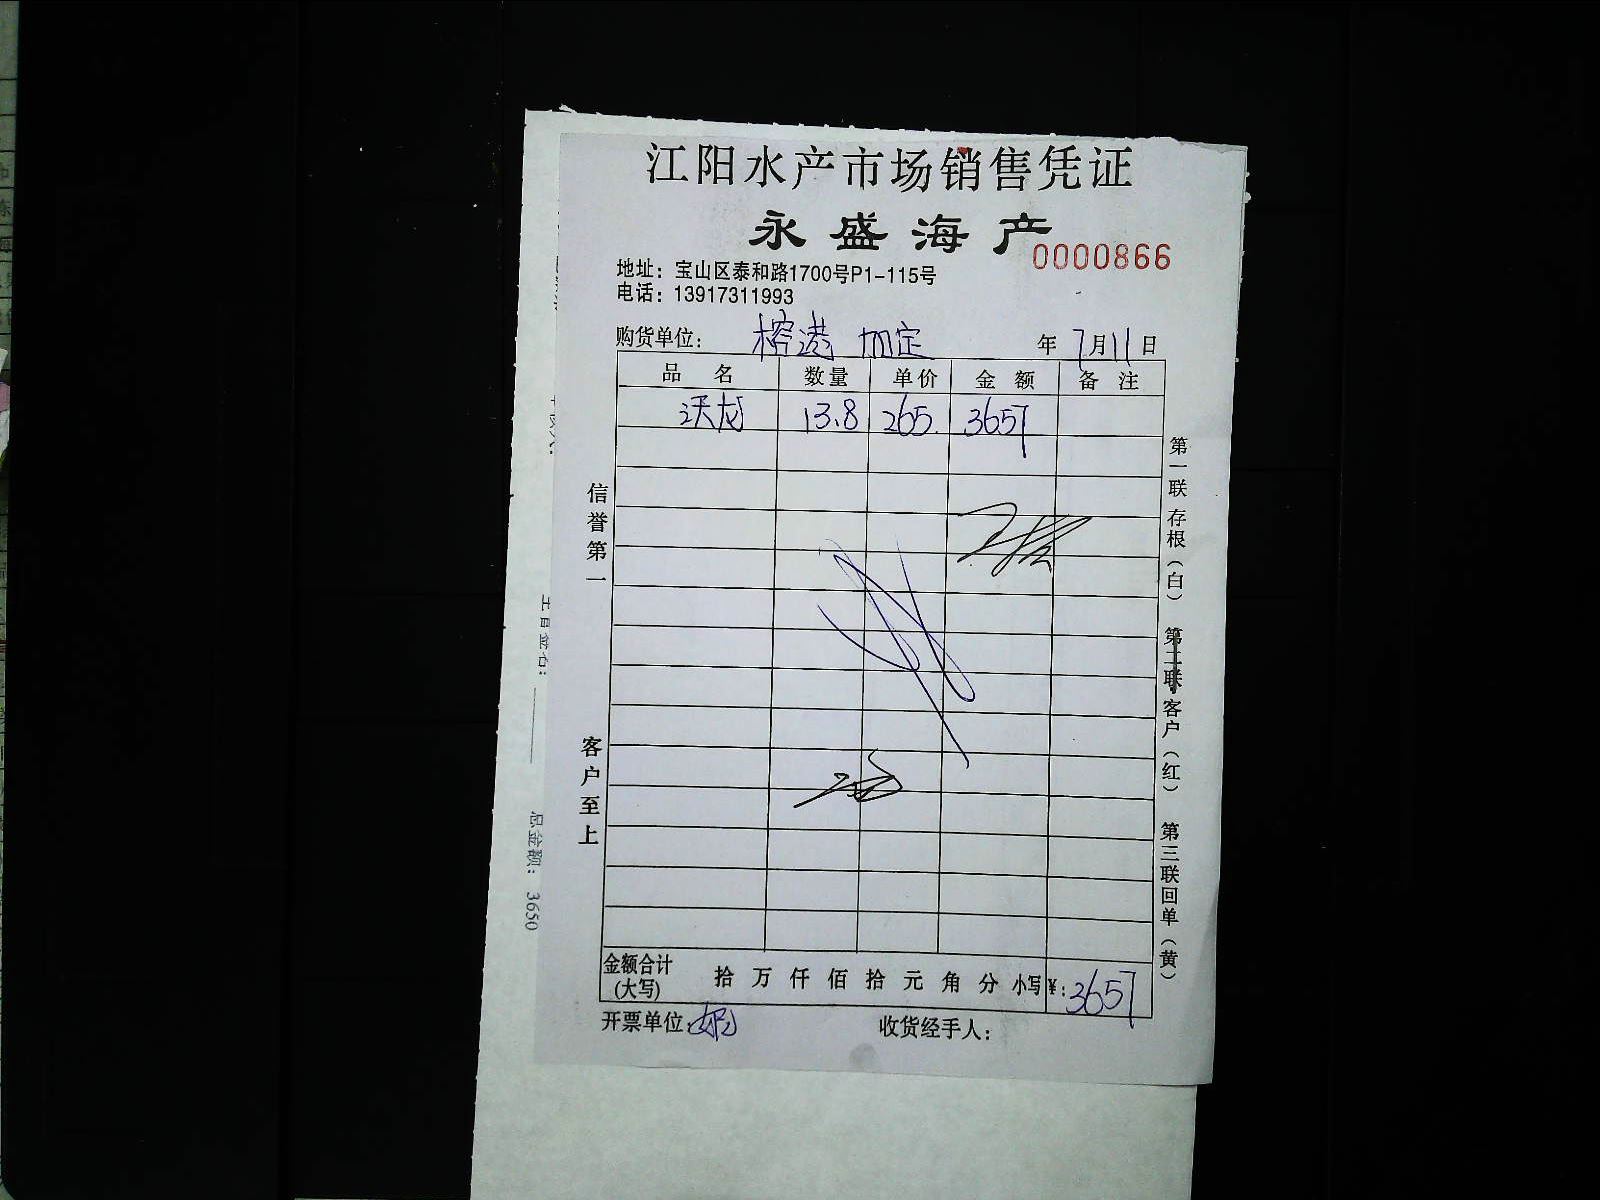 江阳水产市场销售凭证
永盛海产
0000866
地址：宝山区泰和路1700号P1-115号
电话：13917311993
购货单位：榕港 加定 年 7月11日
品名 数量 单价 金额 备注
沃龙 13.8 265. 3657
信誉第一
客户至上
第一联存根（白） 第二联客户（红） 第三联回单（黄）
金额合计(大写) 拾 万 仟 佰 拾 元 角 分 小写¥：3657
开票单位： 收货经手人：
总金额： 3650